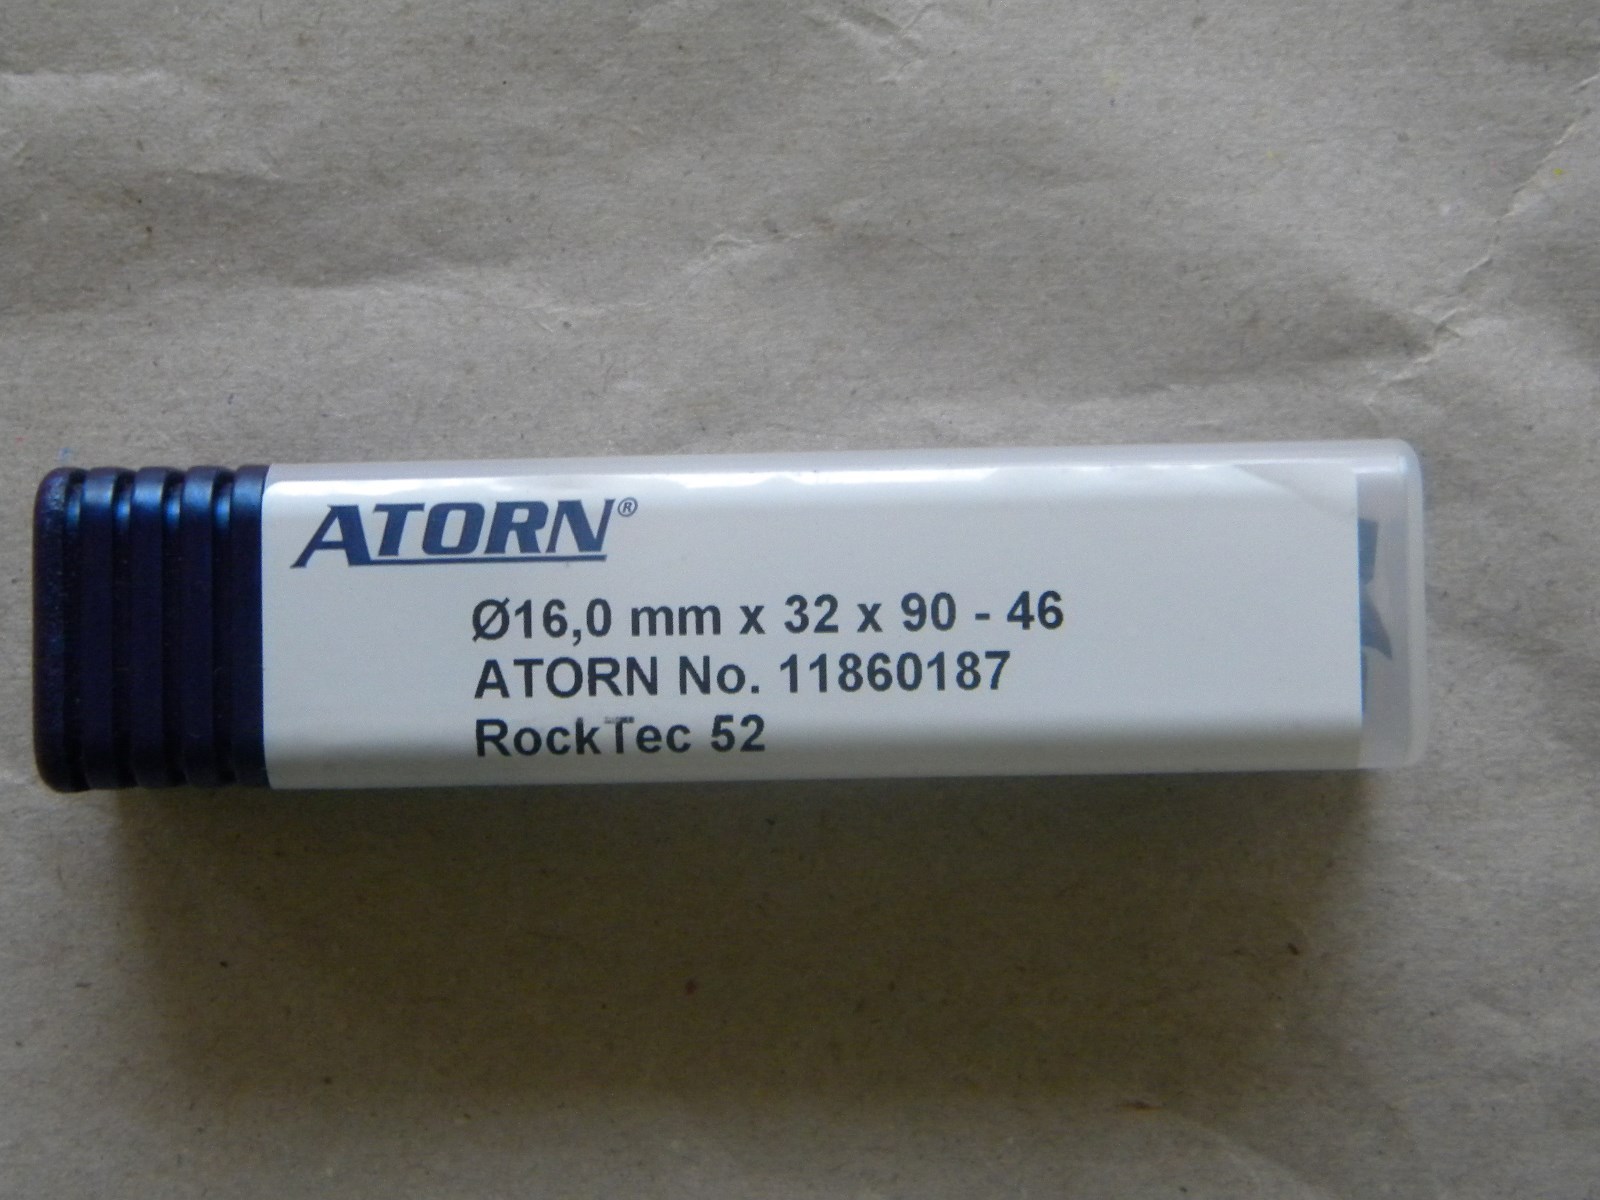 ATORN®
Ø16,0 mm x 32 x 90 - 46
ATORN No. 11860187
RockTec 52